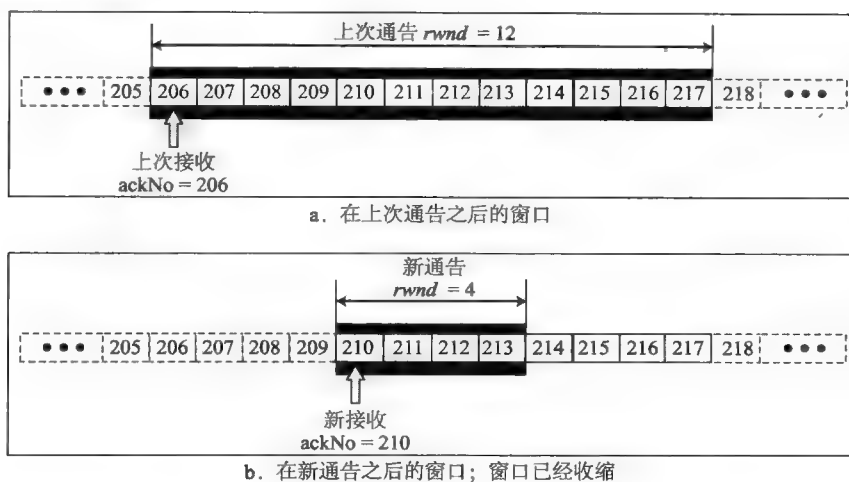 上次通告 rwnd = 12
••• 205 206 207 208 209 210 211 212 213 214 215 216 217 218 •••
上次接收
ackNo = 206
a. 在上次通告之后的窗口
新通告
rwnd = 4
••• 205 206 207 208 209 210 211 212 213 214 215 216 217 218 •••
新接收
ackNo = 210
b. 在新通告之后的窗口；窗口已经收缩